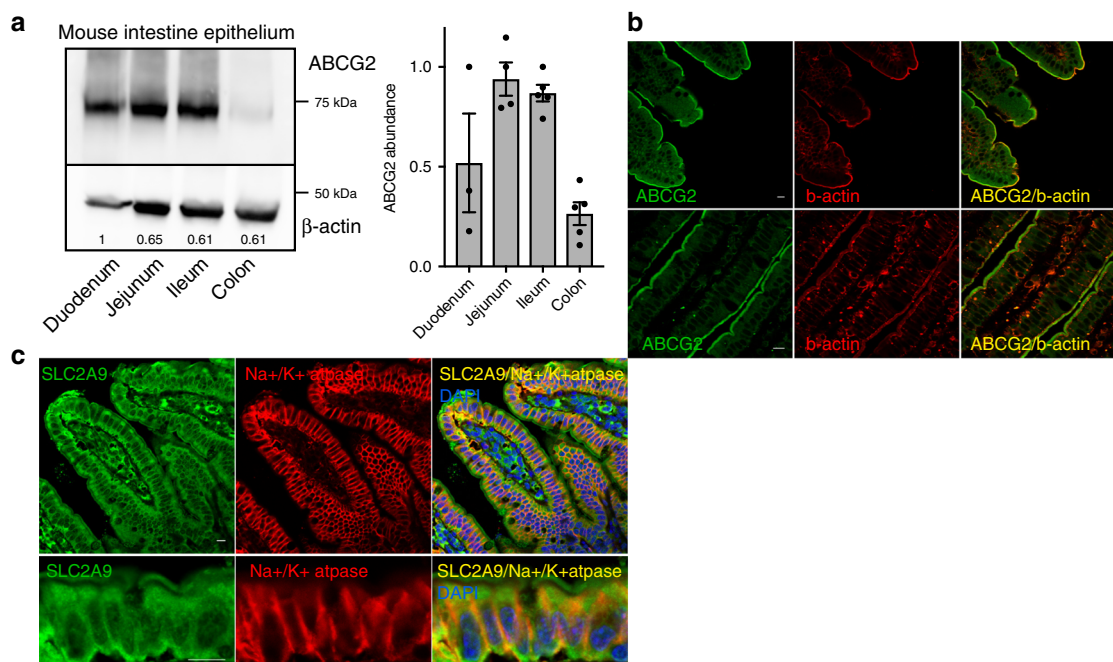 a
Mouse intestine epithelium
ABCG2
75 kDa
50 kDa
β-actin
1 0.65 0.61 0.61
Duodenum Jejunum Ileum Colon
ABCG2 abundance
1.0
0.5
0.0
Duodenum Jejunum Ileum Colon
b
ABCG2 b-actin ABCG2/b-actin
ABCG2 b-actin ABCG2/b-actin
c
SLC2A9 Na+/K+ atpase SLC2A9/Na+/K+atpase
DAPI
SLC2A9 Na+/K+ atpase SLC2A9/Na+/K+atpase
DAPI